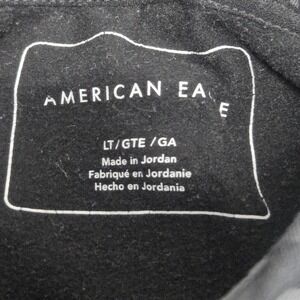 AMERICAN EA E
LT/GTE /GA
Made in Jordan
Fabriqué en Jordanie
Hecho en Jordania